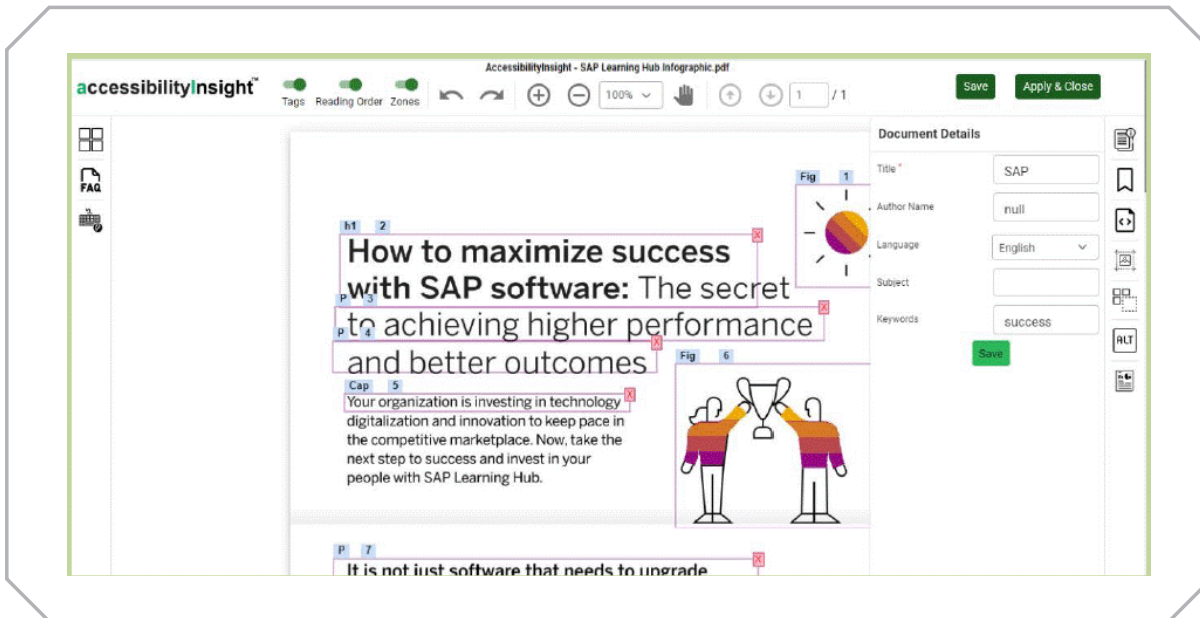 AccessibilityInsight - SAP Learning Hub Infographic.pdf
accessibilityInsight™
Tags Reading Order Zones
100%
1 / 1
Save
Apply & Close
FAQ
Document Details
Title *
SAP
Author Name
null
Language
English
Subject
Keywords
success
Save
ALT
Fig 1
h1 2
How to maximize success
with SAP software: The secret
P 3
to achieving higher performance
P 4
and better outcomes
Cap 5
Your organization is investing in technology
digitalization and innovation to keep pace in
the competitive marketplace. Now, take the
next step to success and invest in your
people with SAP Learning Hub.
Fig 6
P 7
It is not just software that needs to upgrade